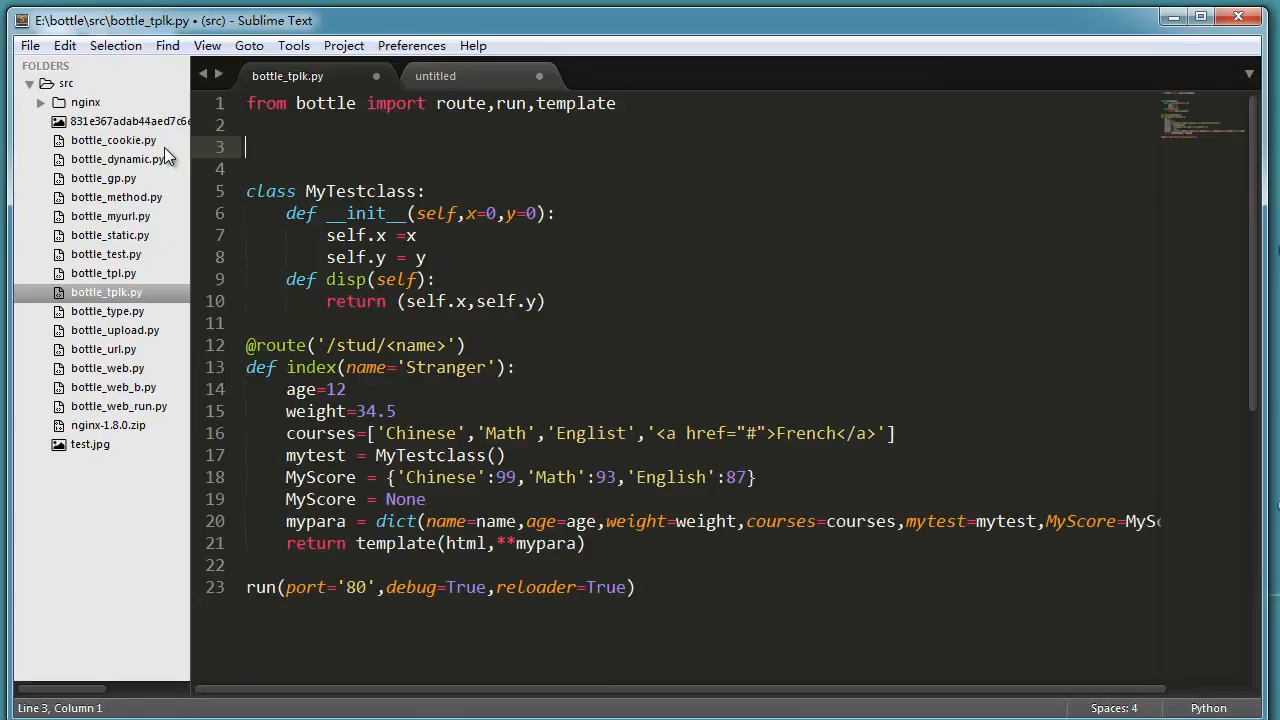 E:\bottle\src\bottle_tplk.py • (src) - Sublime Text
File Edit Selection Find View Goto Tools Project Preferences Help
FOLDERS
src
nginx
831e367adab44aed7c6e
bottle_cookie.py
bottle_dynamic.py
bottle_gp.py
bottle_method.py
bottle_myurl.py
bottle_static.py
bottle_test.py
bottle_tpl.py
bottle_tplk.py
bottle_type.py
bottle_upload.py
bottle_url.py
bottle_web.py
bottle_web_b.py
bottle_web_run.py
nginx-1.8.0.zip
test.jpg
bottle_tplk.py untitled
1 from bottle import route,run,template
2
3
4
5 class MyTestclass:
6 def __init__(self,x=0,y=0):
7 self.x =x
8 self.y = y
9 def disp(self):
10 return (self.x,self.y)
11
12 @route('/stud/<name>')
13 def index(name='Stranger'):
14 age=12
15 weight=34.5
16 courses=['Chinese','Math','Englist','<a href="#">French</a>']
17 mytest = MyTestclass()
18 MyScore = {'Chinese':99,'Math':93,'English':87}
19 MyScore = None
20 mypara = dict(name=name,age=age,weight=weight,courses=courses,mytest=mytest,MyScore=MySc
21 return template(html,**mypara)
22
23 run(port='80',debug=True,reloader=True)
Line 3, Column 1 Spaces: 4 Python